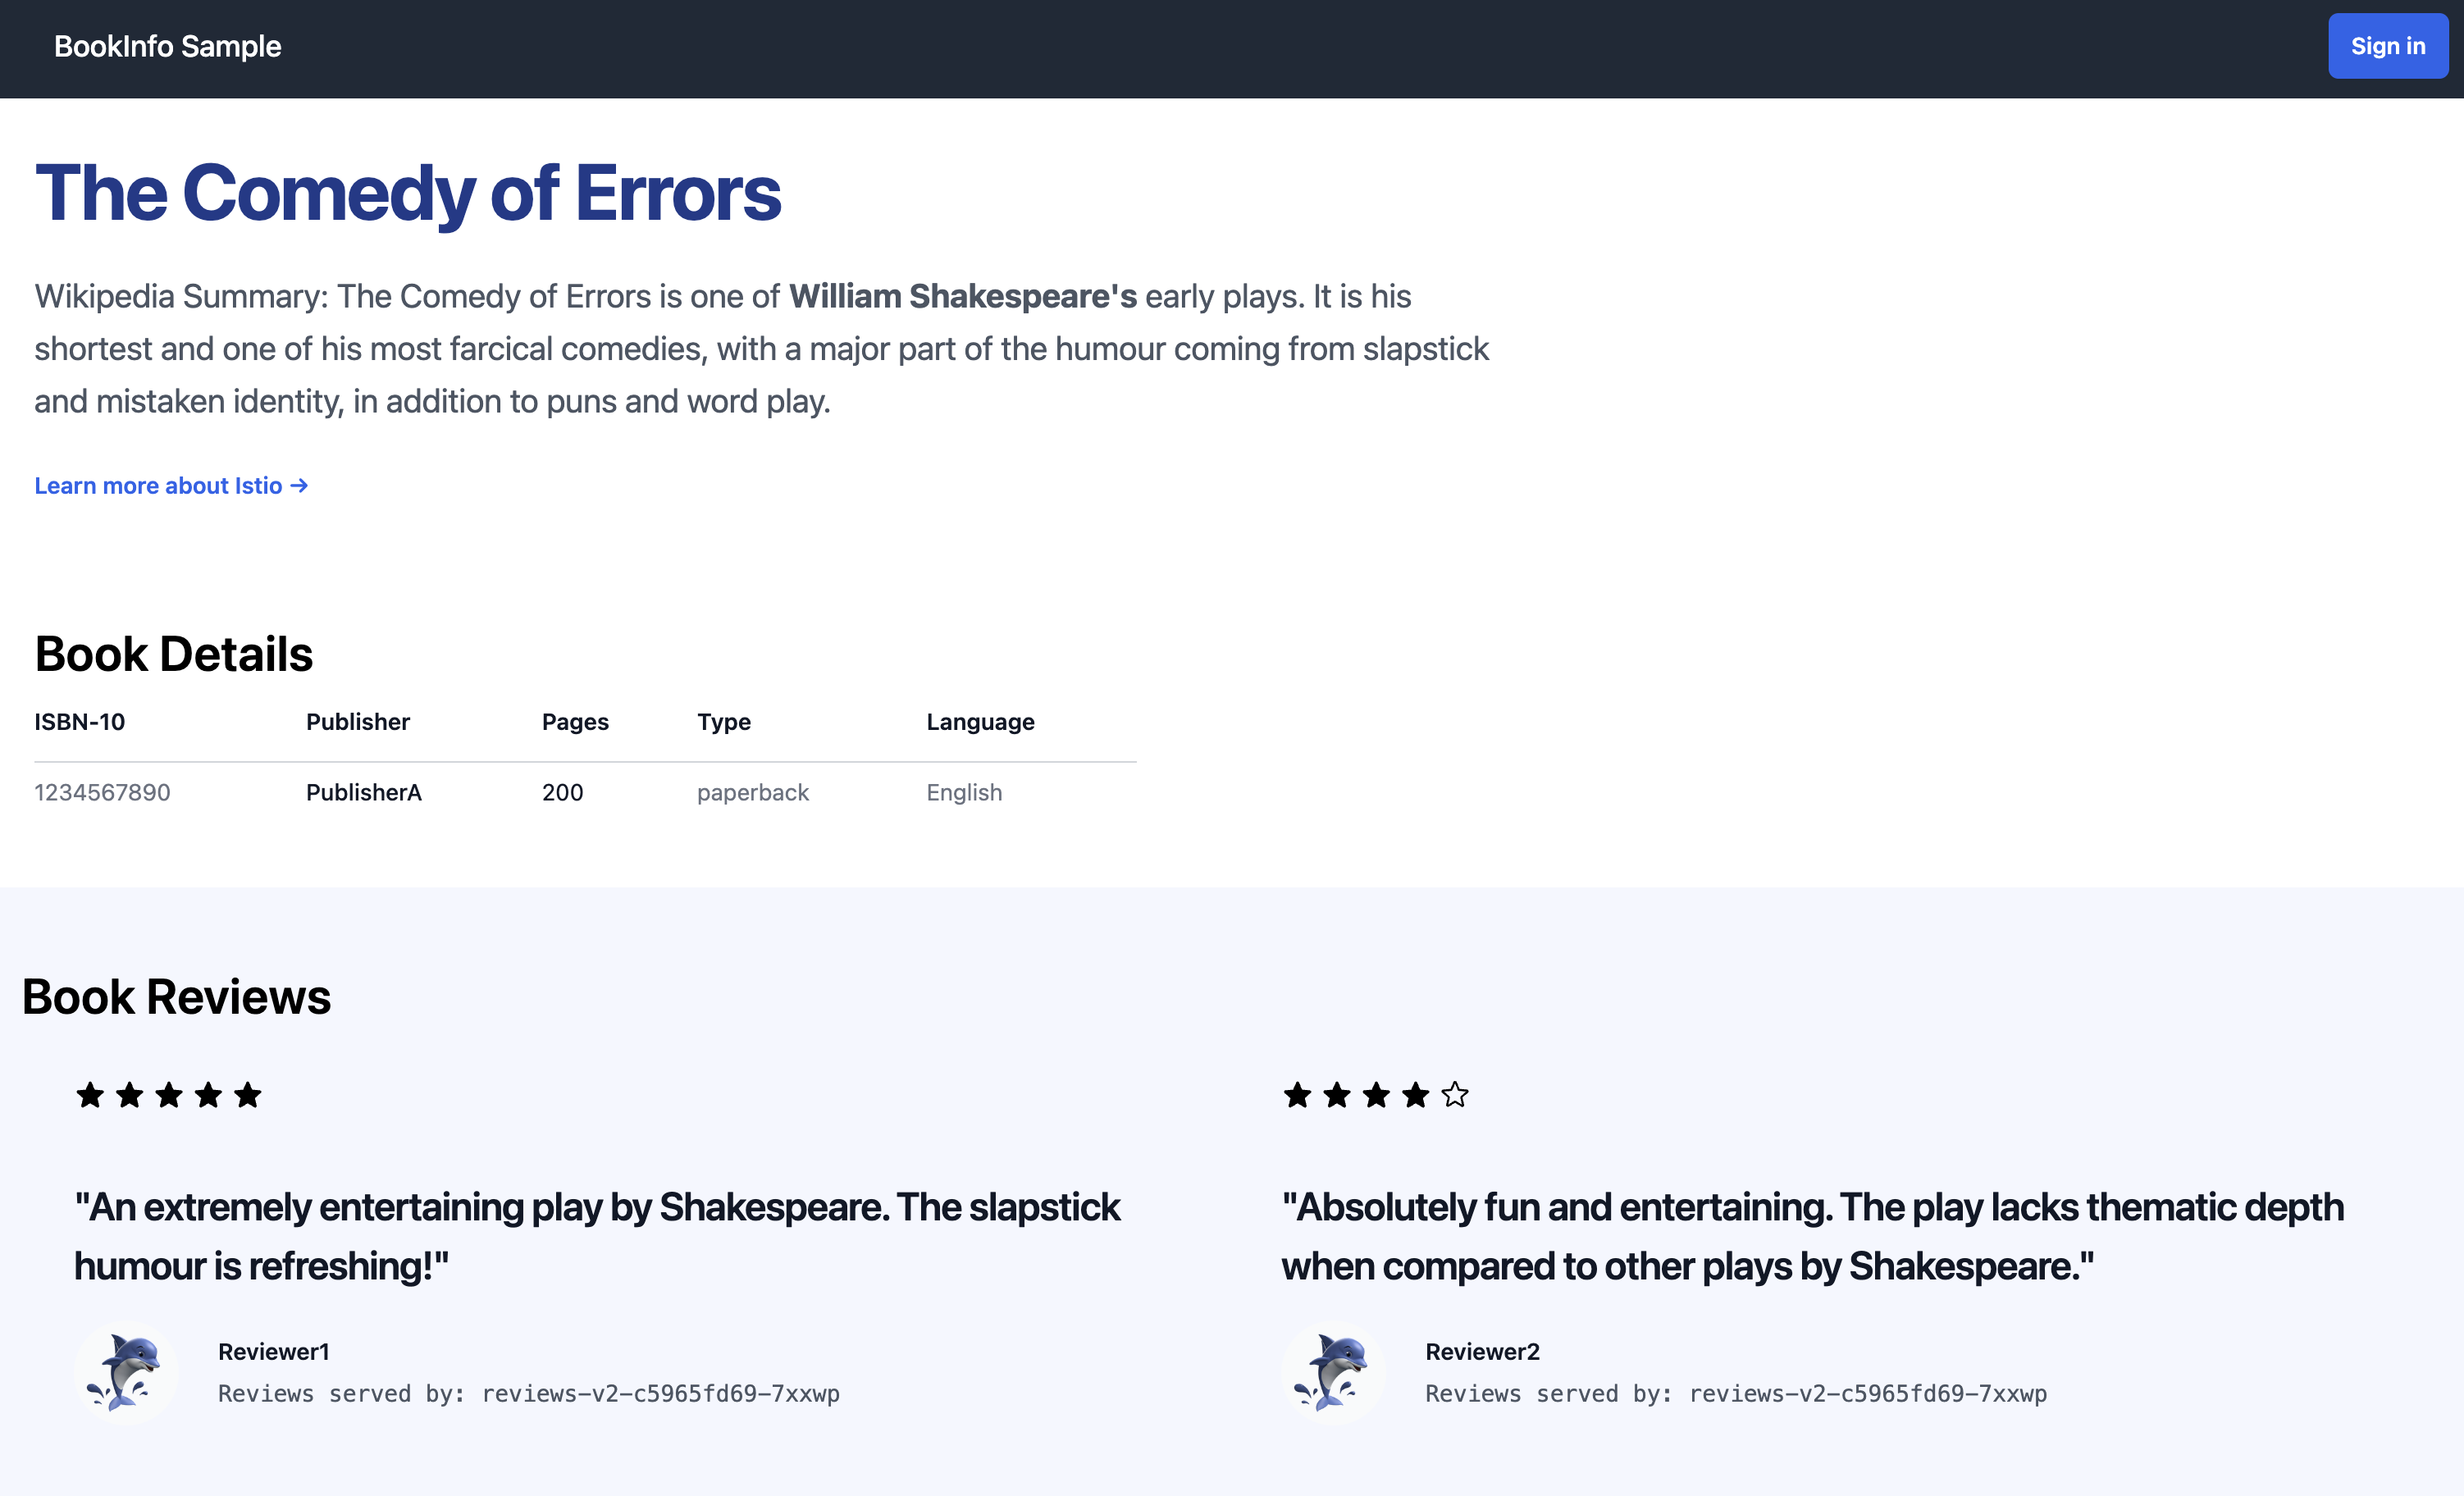 BookInfo Sample
Sign in
The Comedy of Errors
Wikipedia Summary: The Comedy of Errors is one of William Shakespeare's early plays. It is his
shortest and one of his most farcical comedies, with a major part of the humour coming from slapstick
and mistaken identity, in addition to puns and word play.
Learn more about Istio →
Book Details
ISBN-10 Publisher Pages Type Language
1234567890 PublisherA 200 paperback English
Book Reviews
"An extremely entertaining play by Shakespeare. The slapstick
humour is refreshing!"
Reviewer1
Reviews served by: reviews-v2-c5965fd69-7xxwp
"Absolutely fun and entertaining. The play lacks thematic depth
when compared to other plays by Shakespeare."
Reviewer2
Reviews served by: reviews-v2-c5965fd69-7xxwp